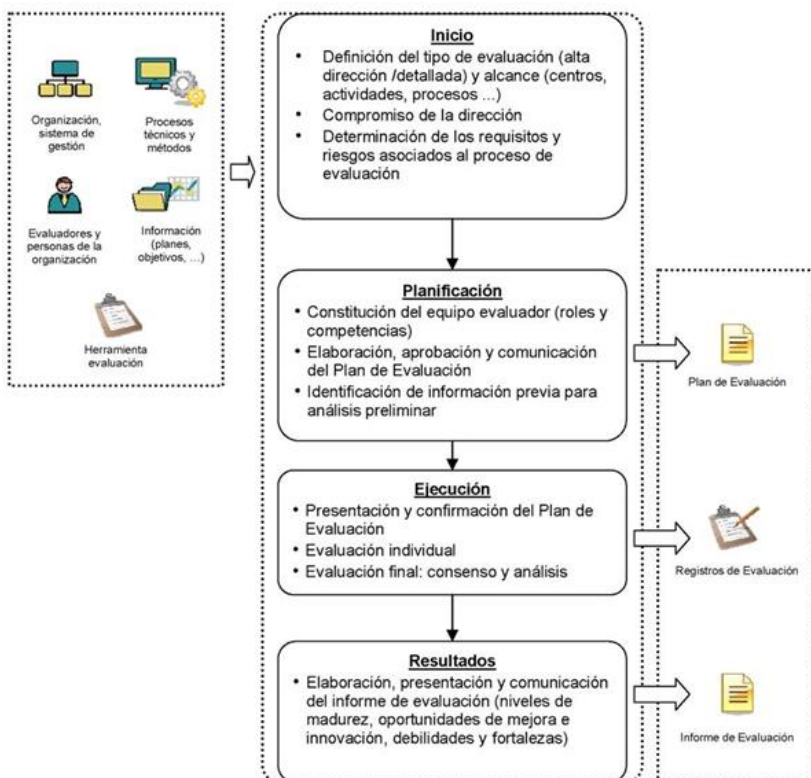 Organización,
sistema de
gestión
Procesos
técnicos y
métodos
Evaluadores y
personas de la
organización
Información
(planes,
objetivos, ...)
Herramienta
evaluación
Inicio
• Definición del tipo de evaluación (alta
dirección /detallada) y alcance (centros,
actividades, procesos ...)
• Compromiso de la dirección
• Determinación de los requisitos y
riesgos asociados al proceso de
evaluación
Planificación
• Constitución del equipo evaluador (roles y
competencias)
• Elaboración, aprobación y comunicación
del Plan de Evaluación
• Identificación de información previa para
análisis preliminar
Plan de Evaluación
Ejecución
• Presentación y confirmación del Plan de
Evaluación
• Evaluación individual
• Evaluación final: consenso y análisis
Registros de Evaluación
Resultados
• Elaboración, presentación y comunicación
del informe de evaluación (niveles de
madurez, oportunidades de mejora e
innovación, debilidades y fortalezas)
Informe de Evaluación